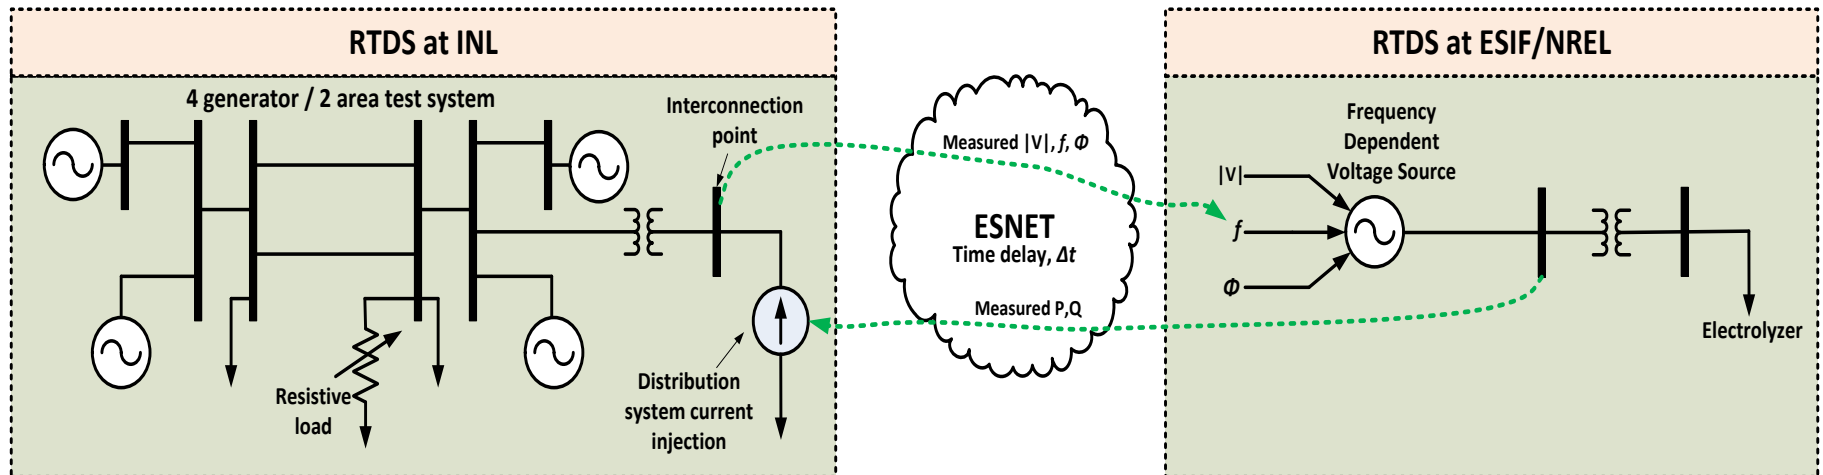 RTDS at INL
4 generator / 2 area test system
Interconnection
point
Resistive
load
Distribution
system current
injection
Measured |V|, f, Φ
ESNET
Time delay, Δt
Measured P,Q
RTDS at ESIF/NREL
Frequency
Dependent
Voltage Source
|V|
f
Φ
Electrolyzer